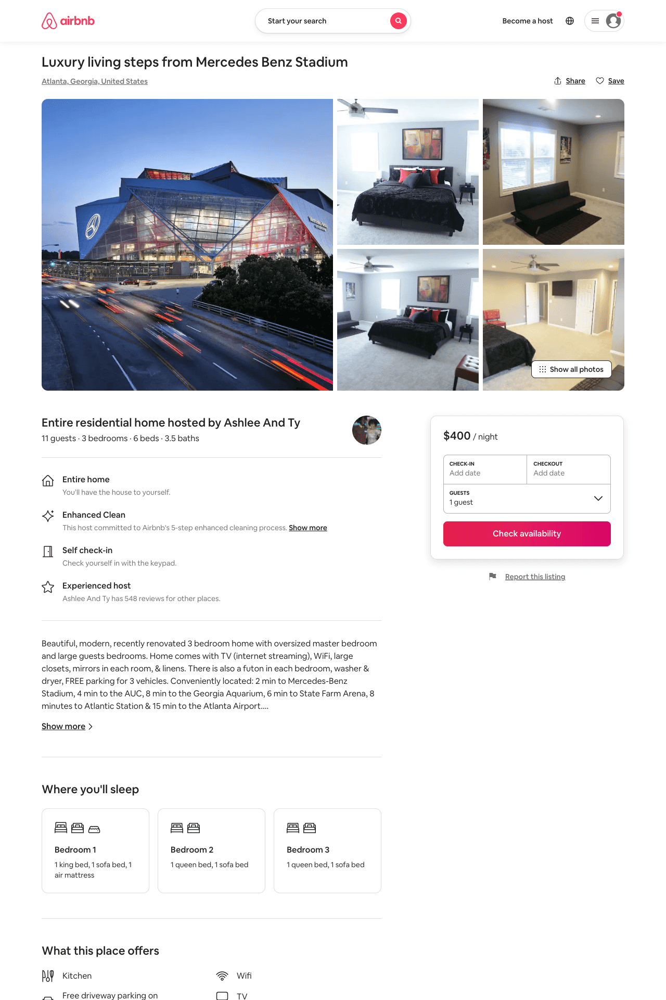 airbnb
Start your search
Become a host
Luxury living steps from Mercedes Benz Stadium
Atlanta, Georgia, United States
Share
Save
Mercedes-Benz
Show all photos
Entire residential home hosted by Ashlee And Ty
11 guests · 3 bedrooms · 6 beds · 3.5 baths
$400 / night
CHECK-IN
Add date
CHECKOUT
Add date
GUESTS
1 guest
Check availability
Report this listing
Entire home
You’ll have the house to yourself.
Enhanced Clean
This host committed to Airbnb's 5-step enhanced cleaning process. Show more
Self check-in
Check yourself in with the keypad.
Experienced host
Ashlee And Ty has 548 reviews for other places.
Beautiful, modern, recently renovated 3 bedroom home with oversized master bedroom
and large guests bedrooms. Home comes with TV (internet streaming), WiFi, large
closets, mirrors in each room, & linens. There is also a futon in each bedroom, washer &
dryer, FREE parking for 3 vehicles. Conveniently located: 2 min to Mercedes-Benz
Stadium, 4 min to the AUC, 8 min to the Georgia Aquarium, 6 min to State Farm Arena, 8
minutes to Atlantic Station & 15 min to the Atlanta Airport....
Show more
Where you'll sleep
Bedroom 1
1 king bed, 1 sofa bed, 1
air mattress
Bedroom 2
1 queen bed, 1 sofa bed
Bedroom 3
1 queen bed, 1 sofa bed
What this place offers
Kitchen
Wifi
Free driveway parking on
TV